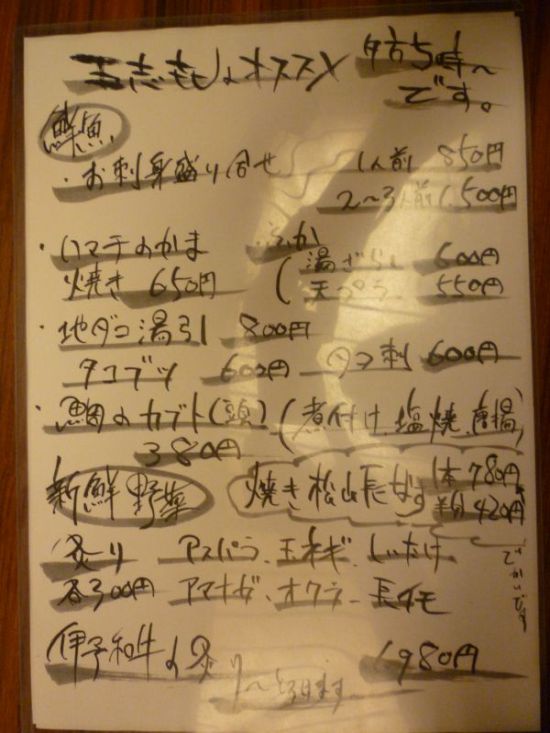 五志喜のオススメ 夕方5時〜
です。
鮮魚
・お刺身盛り合せ 1人前 850円
2〜3人前 1,500円
・ハマチのかま
焼き 650円
・ふか
湯ざらし 600円
天ぷら 550円
・地ダコ湯引 800円
タコブツ 600円 タコ刺 600円
・鯛のカブト(頭) (煮付け、塩焼、唐揚)
380円
新鮮野菜 焼き松山長なす 1本 780円
半分 420円
でかいです
炙り アスパラ、玉ネギ、しいたけ
各300円 アマナガ、オクラ、長イモ
伊予和牛の炙り 1980円
〜とろけます〜